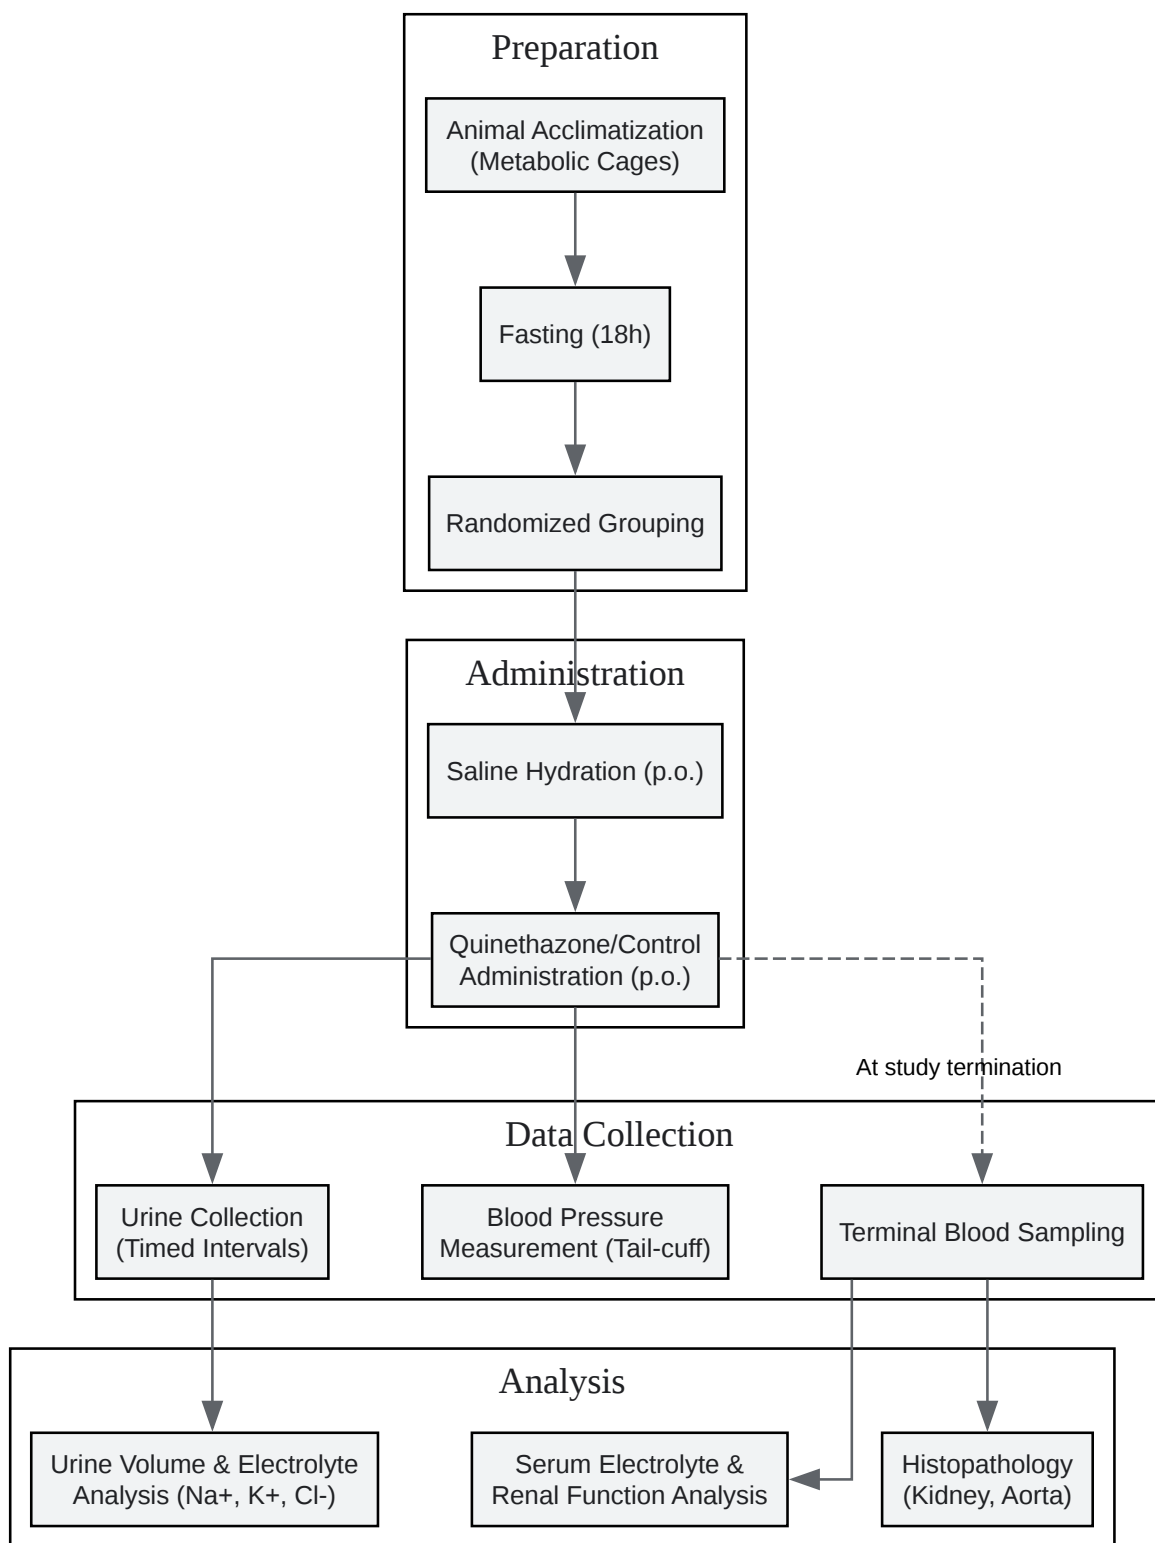 Preparation
Animal Acclimatization
(Metabolic Cages)
Fasting (18h)
Randomized Grouping
Administration
Saline Hydration (p.o.)
Quinethazone/Control
Administration (p.o.)
At study termination
Data Collection
Urine Collection
(Timed Intervals)
Blood Pressure
Measurement (Tail-cuff)
Terminal Blood Sampling
Analysis
Urine Volume & Electrolyte
Analysis (Na+, K+, Cl-)
Serum Electrolyte &
Renal Function Analysis
Histopathology
(Kidney, Aorta)